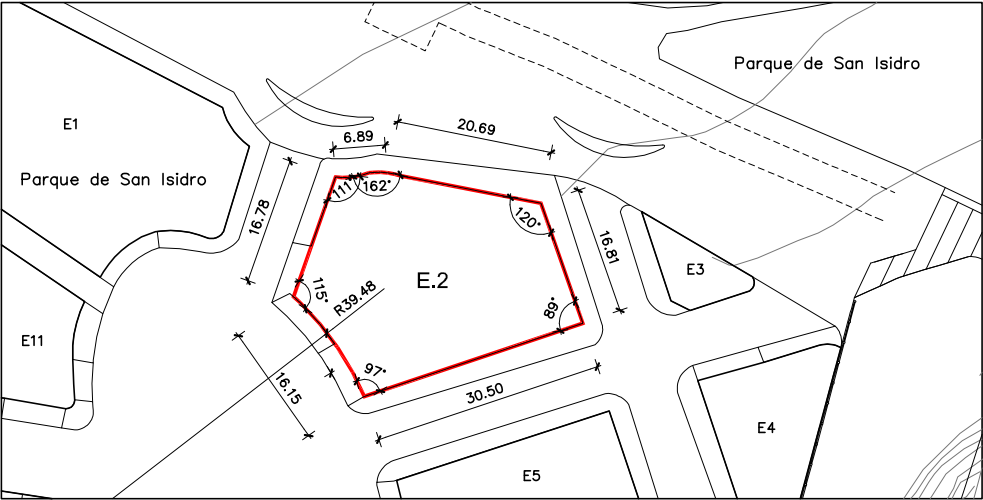 Parque de San Isidro
E1
Parque de San Isidro
6.89
20.69
16.78
111
162°
120°
16.81
E3
E.2
115°
R39.48
89°
E11
97°
16.15
30.50
E4
E5